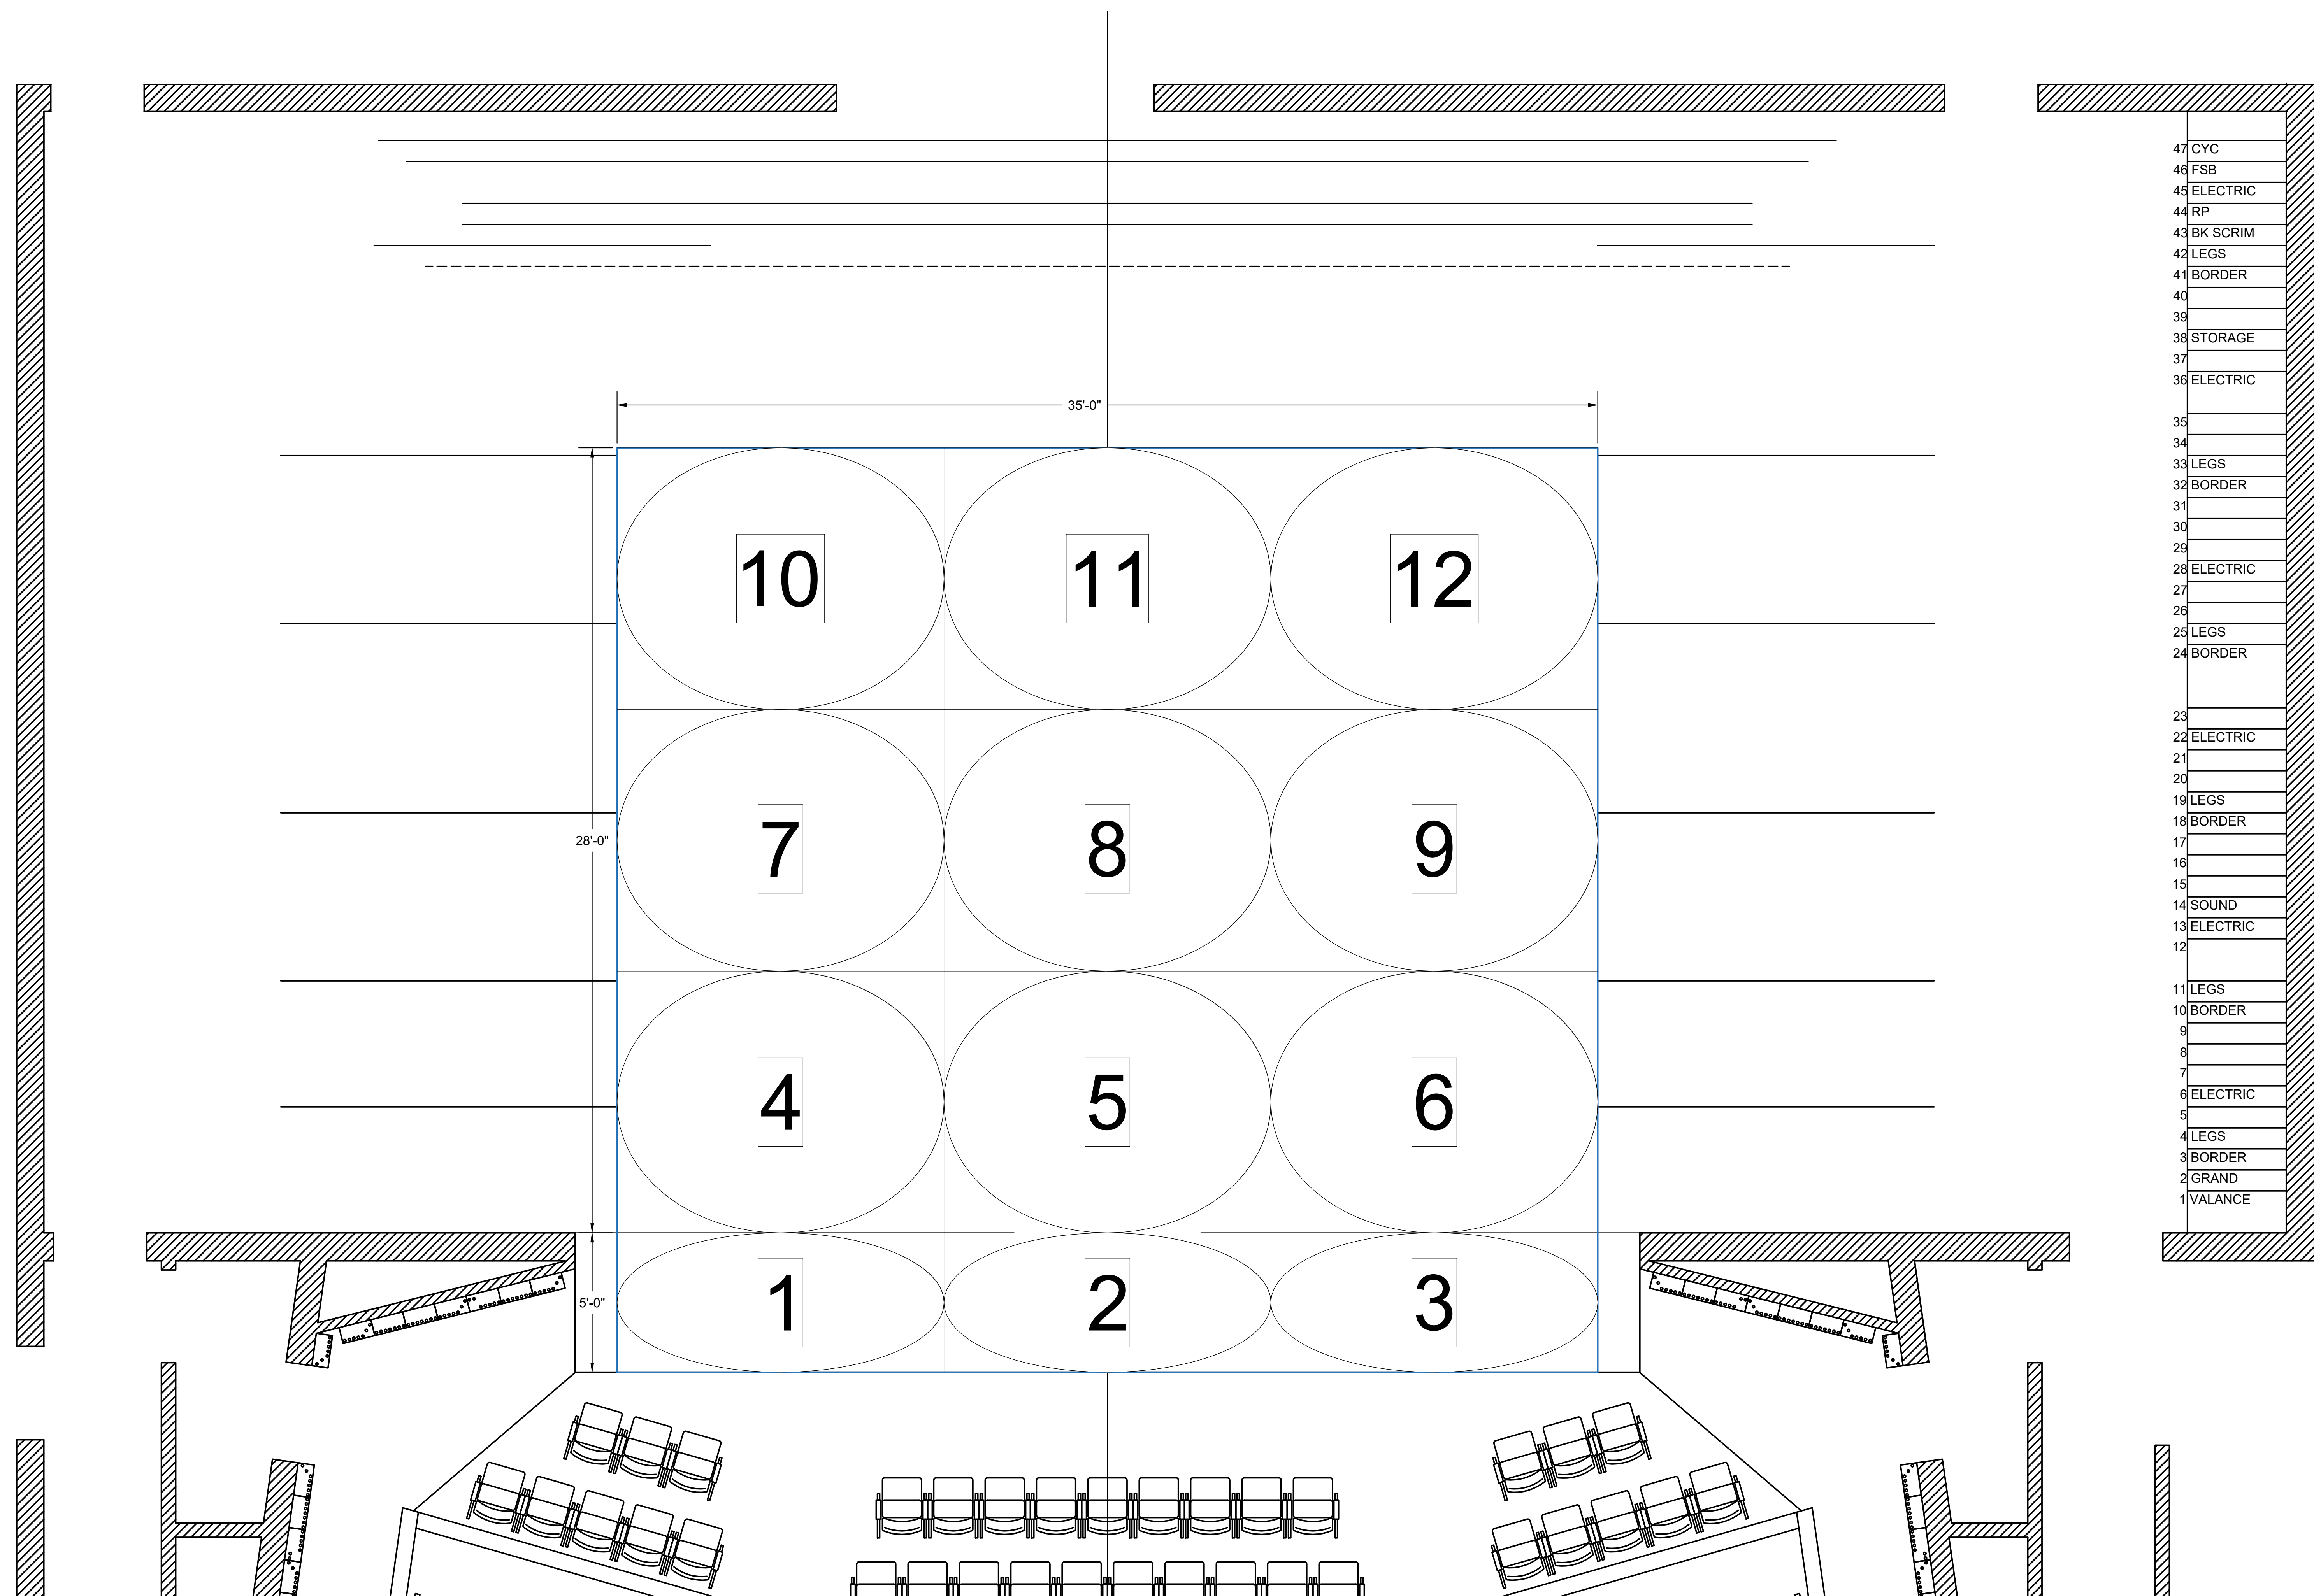 47 CYC
46 FSB
45 ELECTRIC
44 RP
43 BK SCRIM
42 LEGS
41 BORDER
40
39
38 STORAGE
37
36 ELECTRIC
35
34
33 LEGS
32 BORDER
31
30
29
28 ELECTRIC
27
26
25 LEGS
24 BORDER
23
22 ELECTRIC
21
20
19 LEGS
18 BORDER
17
16
15
14 SOUND
13 ELECTRIC
12
11 LEGS
10 BORDER
9
8
7
6 ELECTRIC
5
4 LEGS
3 BORDER
2 GRAND
1 VALANCE
35'-0"
10 11 12
28'-0"
7 8 9
4 5 6
5'-0"
1 2 3